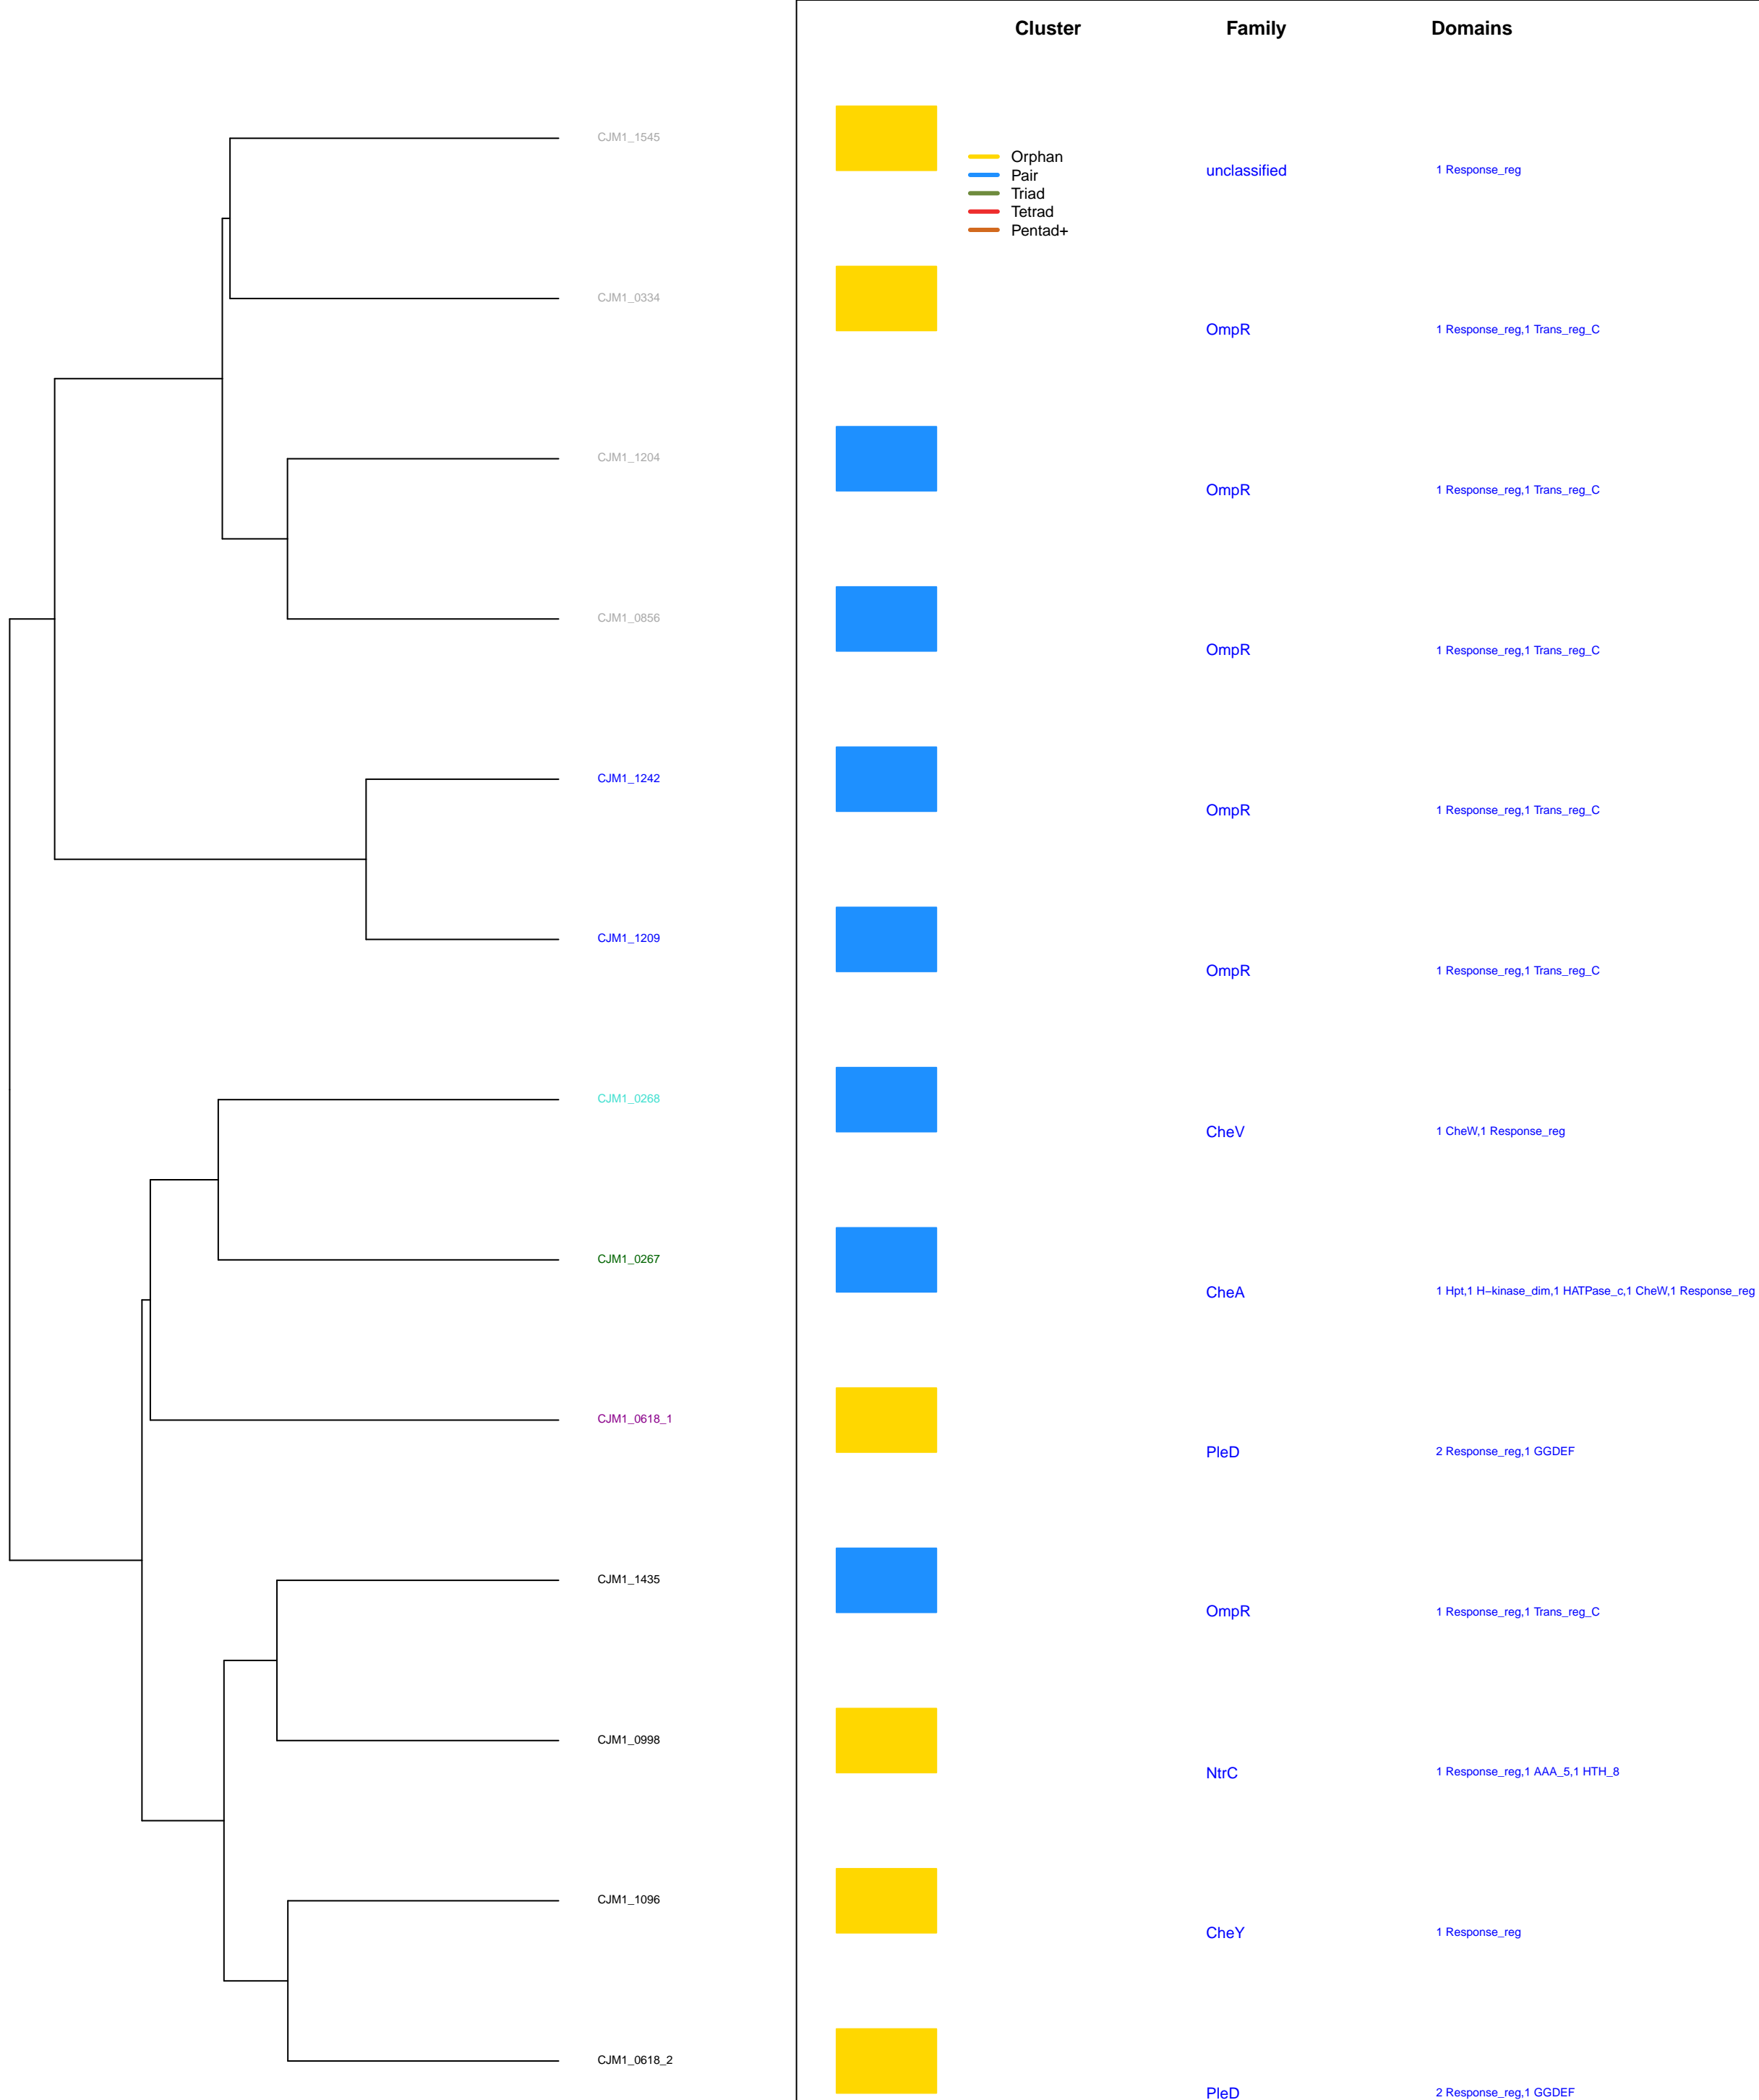 Cluster Family Domains
CJM1_1545
Orphan
Pair
Triad
Tetrad
Pentad+
unclassified 1 Response_reg
CJM1_0334
OmpR 1 Response_reg,1 Trans_reg_C
CJM1_1204
OmpR 1 Response_reg,1 Trans_reg_C
CJM1_0856
OmpR 1 Response_reg,1 Trans_reg_C
CJM1_1242
OmpR 1 Response_reg,1 Trans_reg_C
CJM1_1209
OmpR 1 Response_reg,1 Trans_reg_C
CJM1_0268
CheV 1 CheW,1 Response_reg
CJM1_0267
CheA 1 Hpt,1 H−kinase_dim,1 HATPase_c,1 CheW,1 Response_reg
CJM1_0618_1
PleD 2 Response_reg,1 GGDEF
CJM1_1435
OmpR 1 Response_reg,1 Trans_reg_C
CJM1_0998
NtrC 1 Response_reg,1 AAA_5,1 HTH_8
CJM1_1096
CheY 1 Response_reg
CJM1_0618_2
PleD 2 Response_reg,1 GGDEF